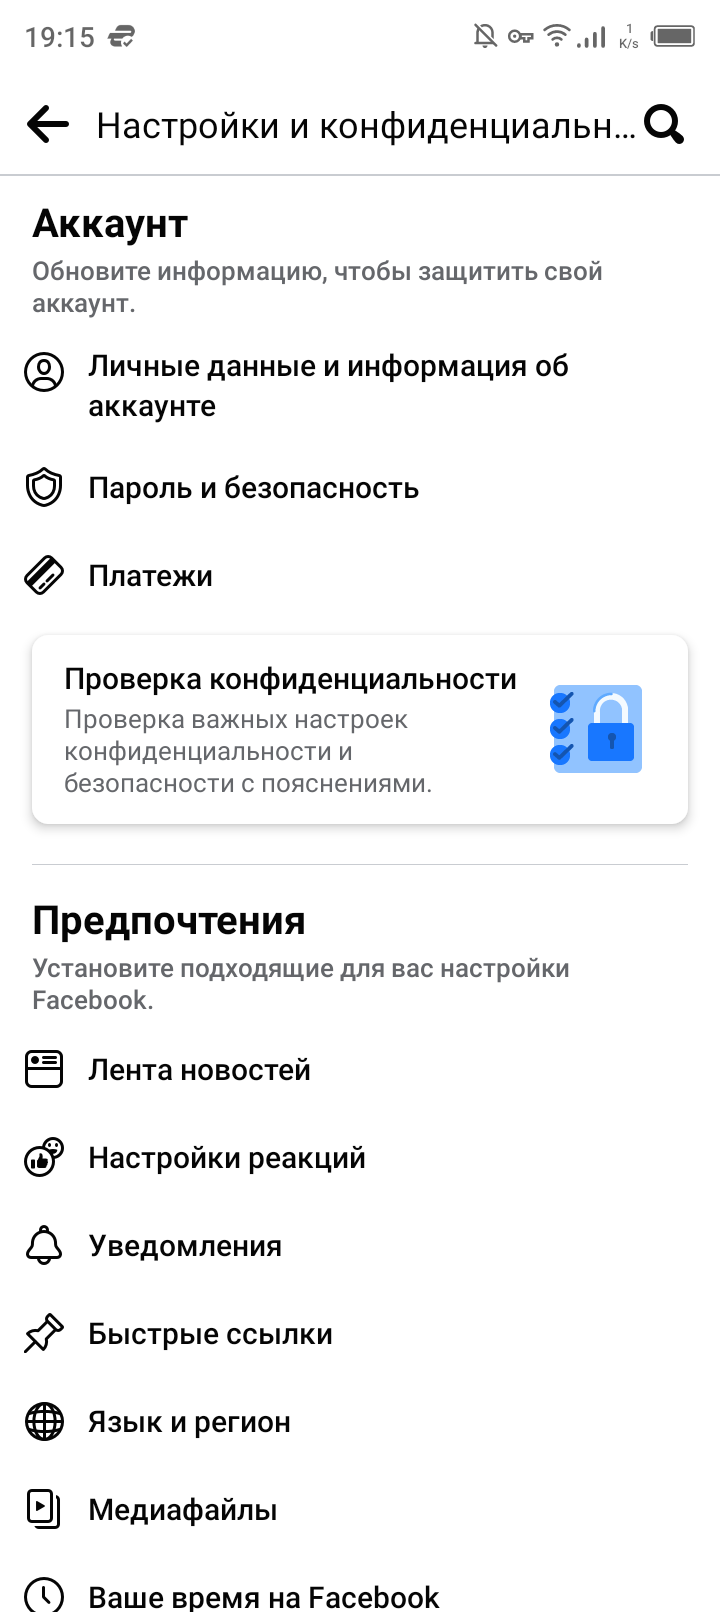 19:15
1
K/s
Настройки и конфиденциальн...
Аккаунт
Обновите информацию, чтобы защитить свой
аккаунт.
Личные данные и информация об
аккаунте
Пароль и безопасность
Платежи
Проверка конфиденциальности
Проверка важных настроек
конфиденциальности и
безопасности с пояснениями.
Предпочтения
Установите подходящие для вас настройки
Facebook.
Лента новостей
Настройки реакций
Уведомления
Быстрые ссылки
Язык и регион
Медиафайлы
Ваше время на Facebook